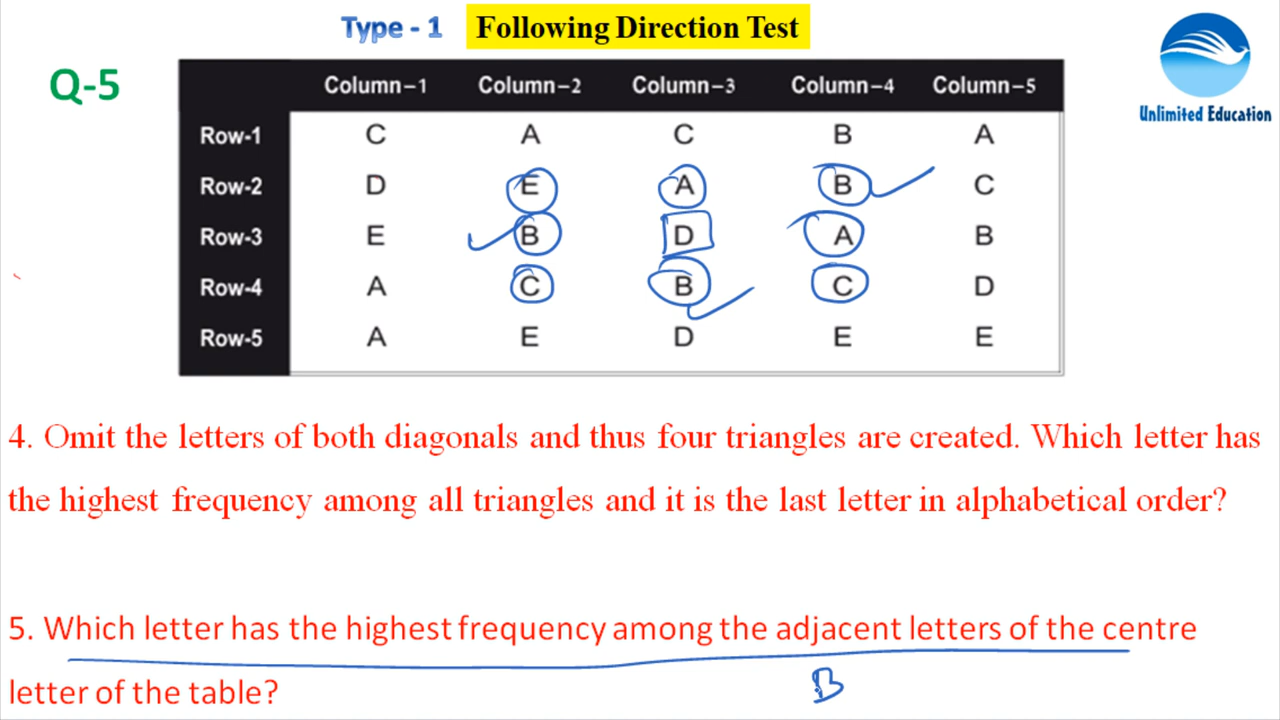 Type - 1 Following Direction Test
Unlimited Education
Q-5
Column-1 Column-2 Column-3 Column-4 Column-5
Row-1 C A C B A
Row-2 D E A B C
Row-3 E B D A B
Row-4 A C B C D
Row-5 A E D E E
4. Omit the letters of both diagonals and thus four triangles are created. Which letter has
the highest frequency among all triangles and it is the last letter in alphabetical order?
5. Which letter has the highest frequency among the adjacent letters of the centre
letter of the table?
B